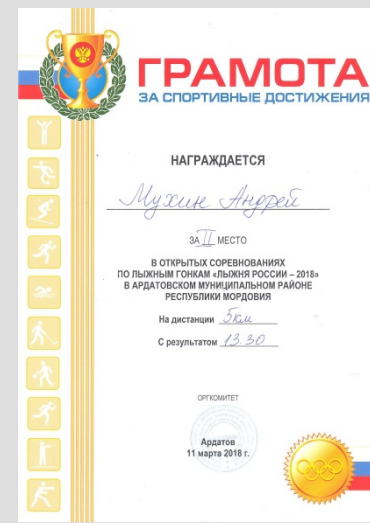 ГРАМОТА
ЗА СПОРТИВНЫЕ ДОСТИЖЕНИЯ
НАГРАЖДАЕТСЯ
Мухин Андрей
ЗА II МЕСТО
В ОТКРЫТЫХ СОРЕВНОВАНИЯХ
ПО ЛЫЖНЫМ ГОНКАМ «ЛЫЖНЯ РОССИИ – 2018»
В АРДАТОВСКОМ МУНИЦИПАЛЬНОМ РАЙОНЕ
РЕСПУБЛИКИ МОРДОВИЯ
На дистанции 5км
С результатом 13.30
ОРГКОМИТЕТ
Ардатов
11 марта 2018 г.